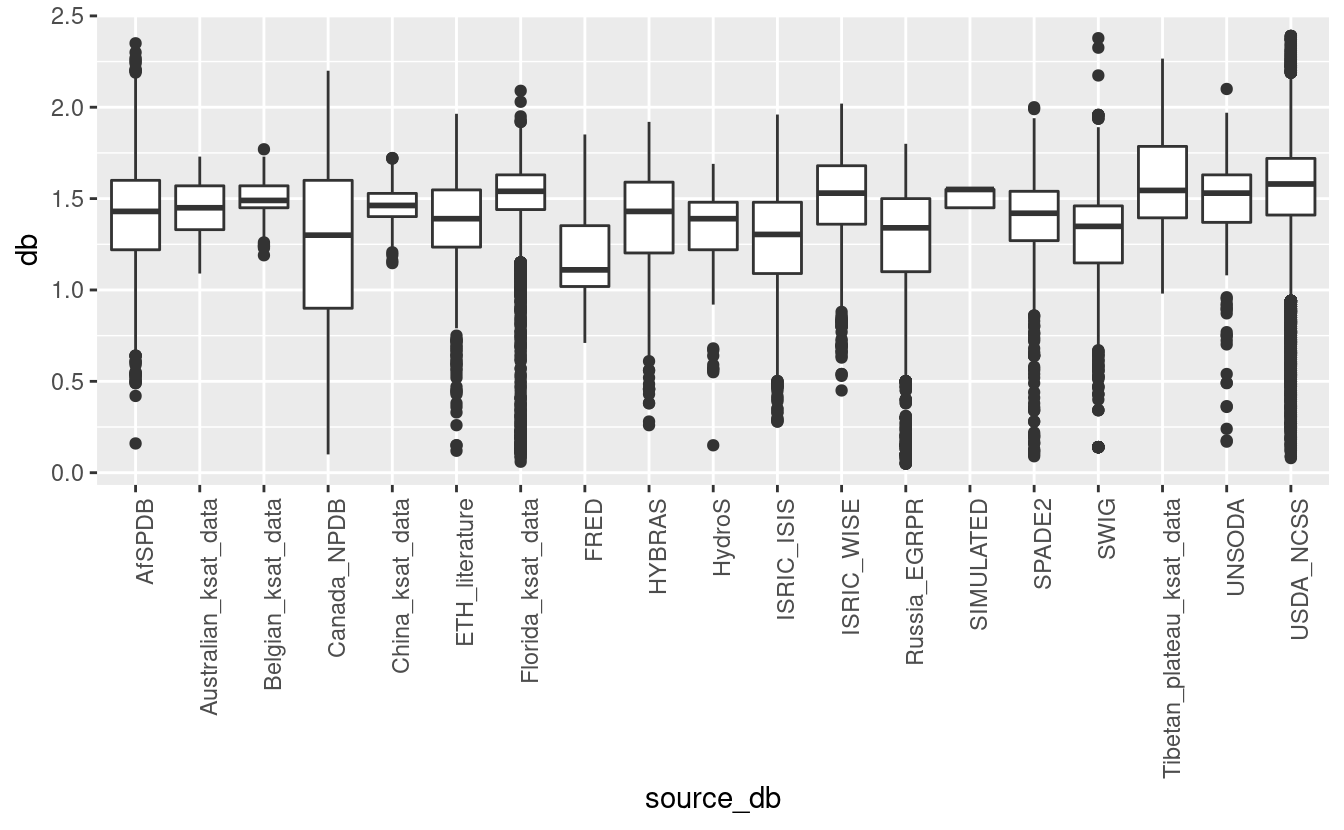 2.5
2.0
1.5
1.0
0.5
0.0
db
AfSPDB
Australian_ksat_data
Belgian_ksat_data
Canada_NPDB
China_ksat_data
ETH_literature
Florida_ksat_data
FRED
HYBRAS
HydroS
ISRIC_ISIS
ISRIC_WISE
Russia_EGRPR
SIMULATED
SPADE2
SWIG
Tibetan_plateau_ksat_data
UNSODA
USDA_NCSS
source_db